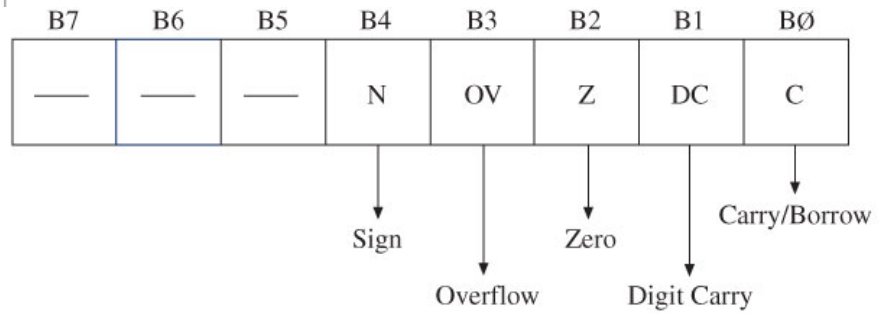 B7 B6 B5 B4 B3 B2 B1 BØ
— — — N OV Z DC C
Carry/Borrow
Sign Zero
Overflow Digit Carry